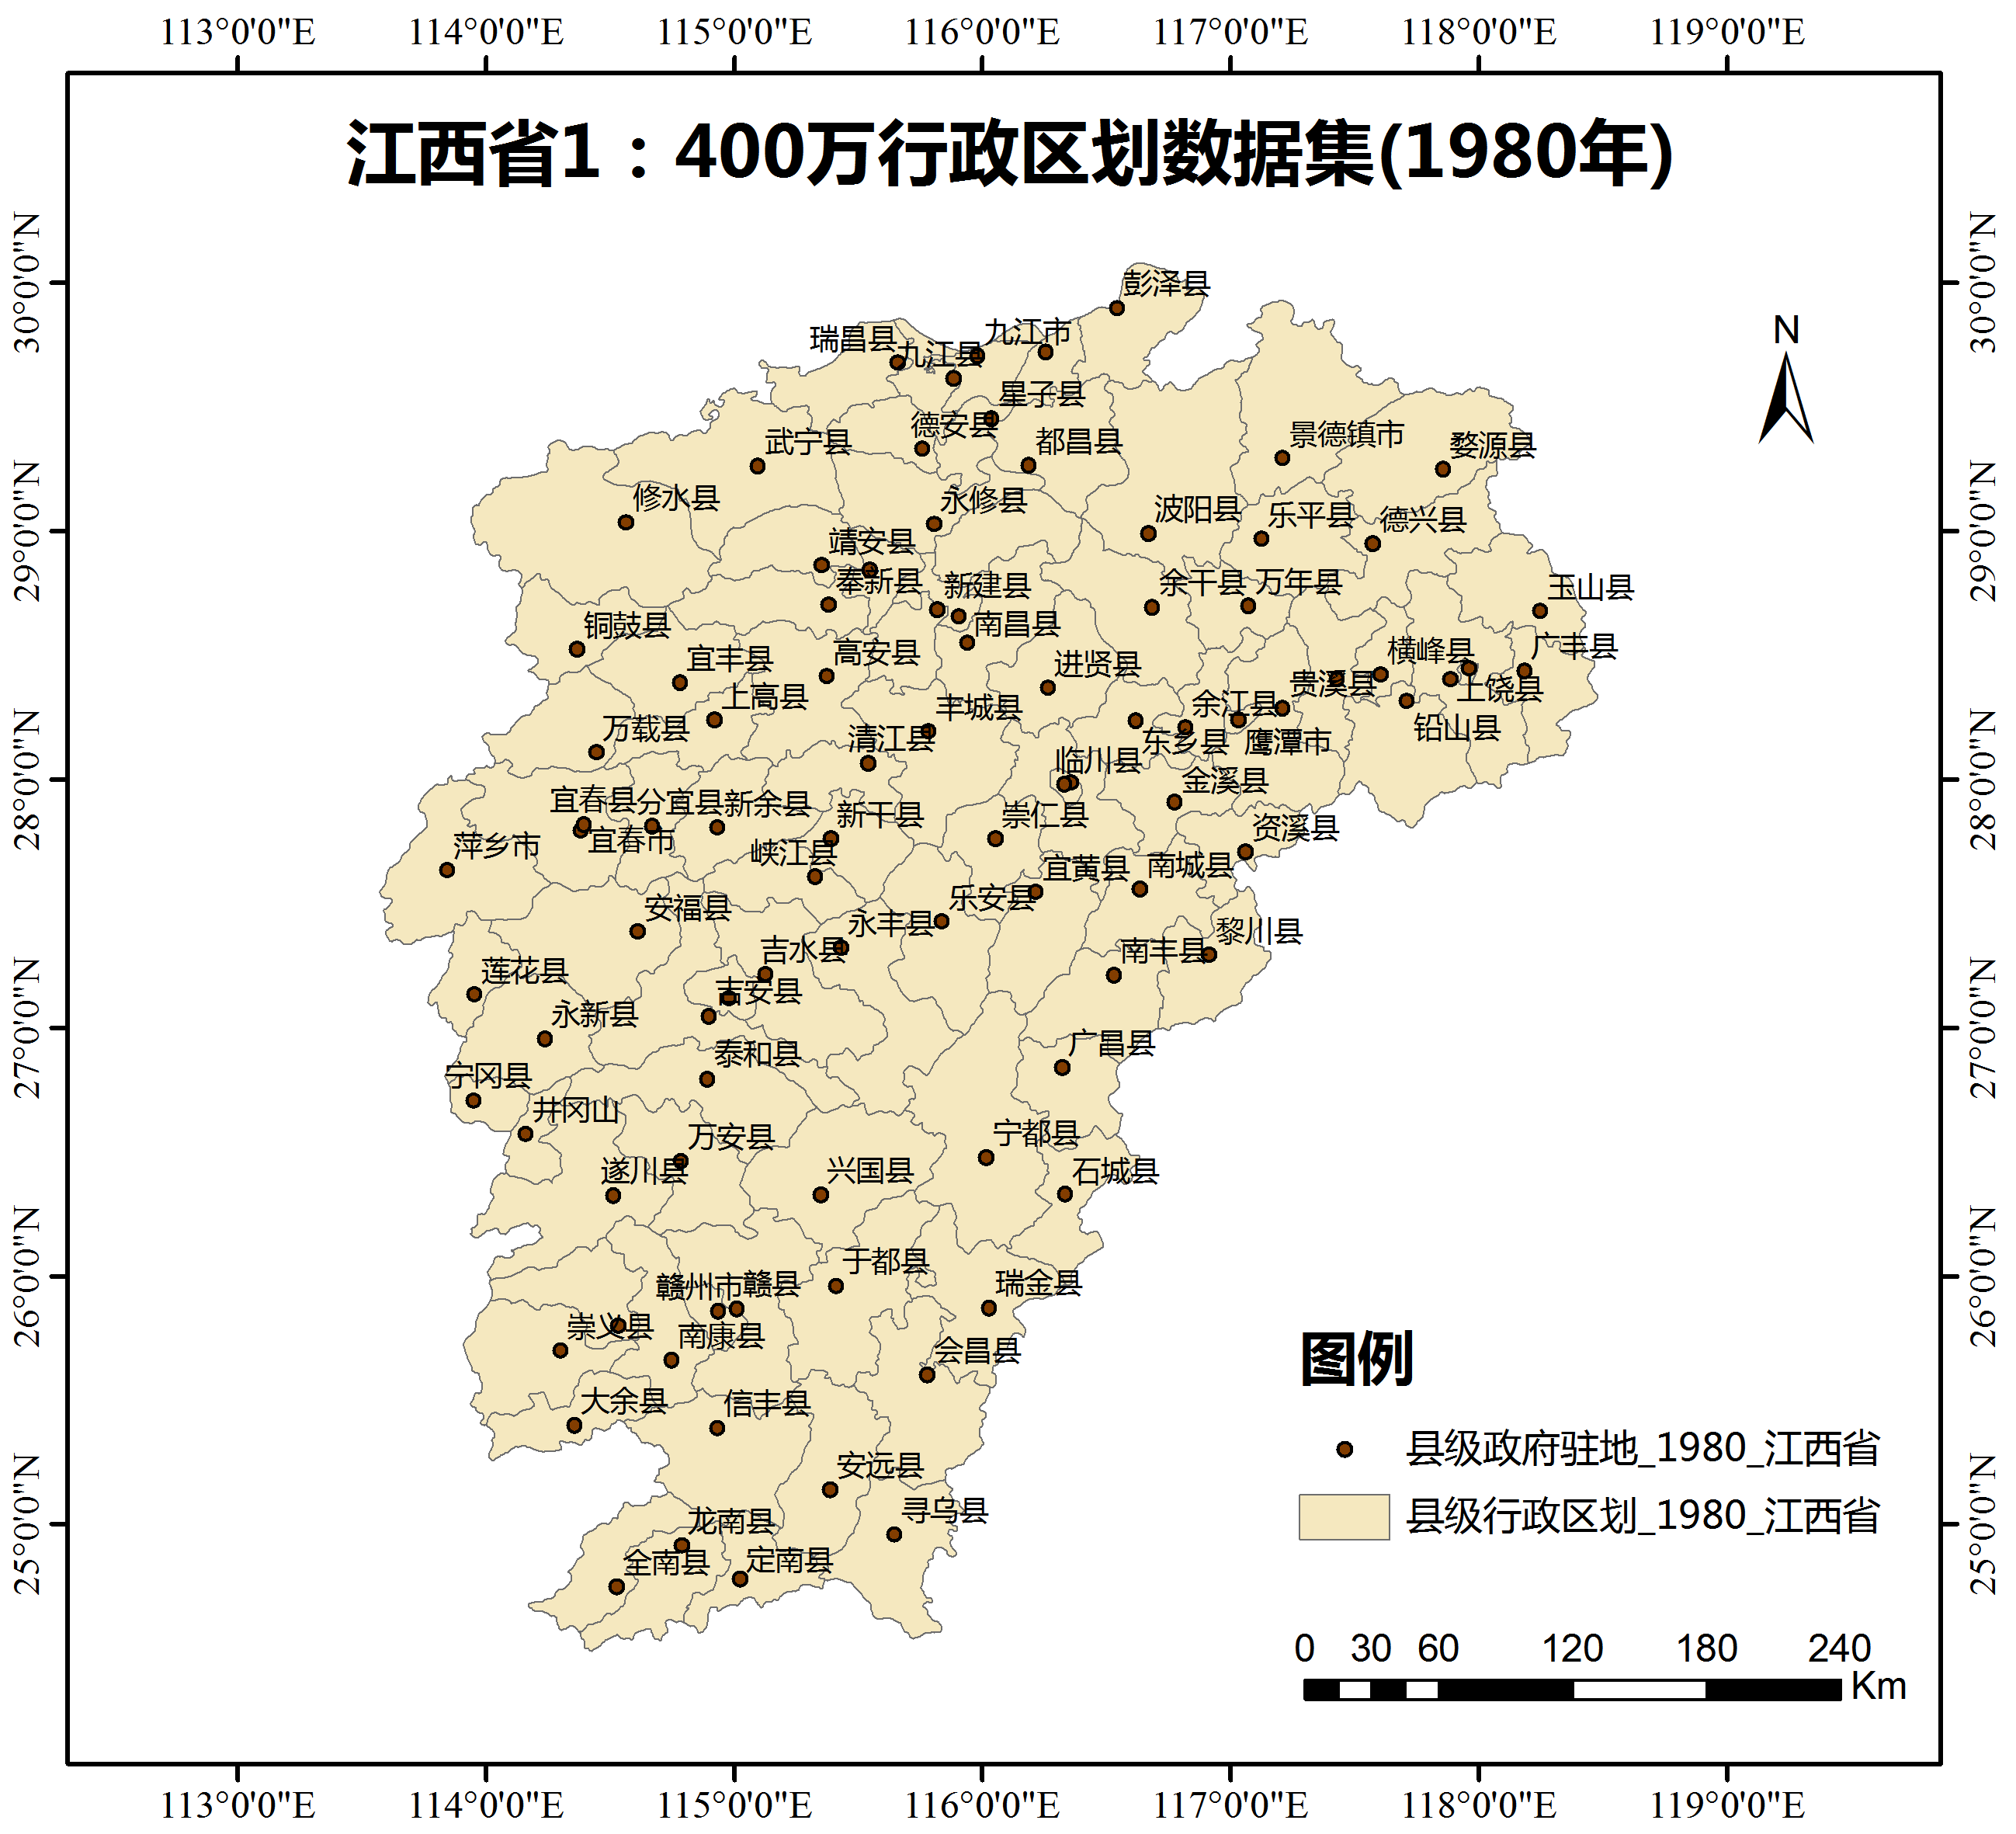 113°0'0"E 114°0'0"E 115°0'0"E 116°0'0"E 117°0'0"E 118°0'0"E 119°0'0"E
江西省1：400万行政区划数据集(1980年)
30°0'0"N
30°0'0"N
29°0'0"N
29°0'0"N
28°0'0"N
28°0'0"N
27°0'0"N
27°0'0"N
26°0'0"N
26°0'0"N
25°0'0"N
25°0'0"N
N
彭泽县
九江市
瑞昌县
九江县
星子县
德安县
都昌县
武宁县
景德镇市
婺源县
修水县
永修县
波阳县
乐平县
德兴县
靖安县
奉新县
新建县
余干县
万年县
玉山县
铜鼓县
南昌县
广丰县
宜丰县
高安县
进贤县
横峰县
贵溪县
上饶县
上高县
丰城县
余江县
万载县
清江县
东乡县
鹰潭市
铅山县
临川县
金溪县
宜春县
分宜县
新余县
新干县
崇仁县
资溪县
宜春市
萍乡市
峡江县
宜黄县
南城县
安福县
乐安县
永丰县
黎川县
吉水县
南丰县
莲花县
吉安县
永新县
广昌县
泰和县
宁冈县
井冈山
万安县
宁都县
遂川县
兴国县
石城县
于都县
瑞金县
赣州市
赣县
崇义县
南康县
会昌县
大余县
信丰县
安远县
寻乌县
龙南县
全南县
定南县
图例
县级政府驻地_1980_江西省
县级行政区划_1980_江西省
0 30 60 120 180 240
Km
113°0'0"E 114°0'0"E 115°0'0"E 116°0'0"E 117°0'0"E 118°0'0"E 119°0'0"E